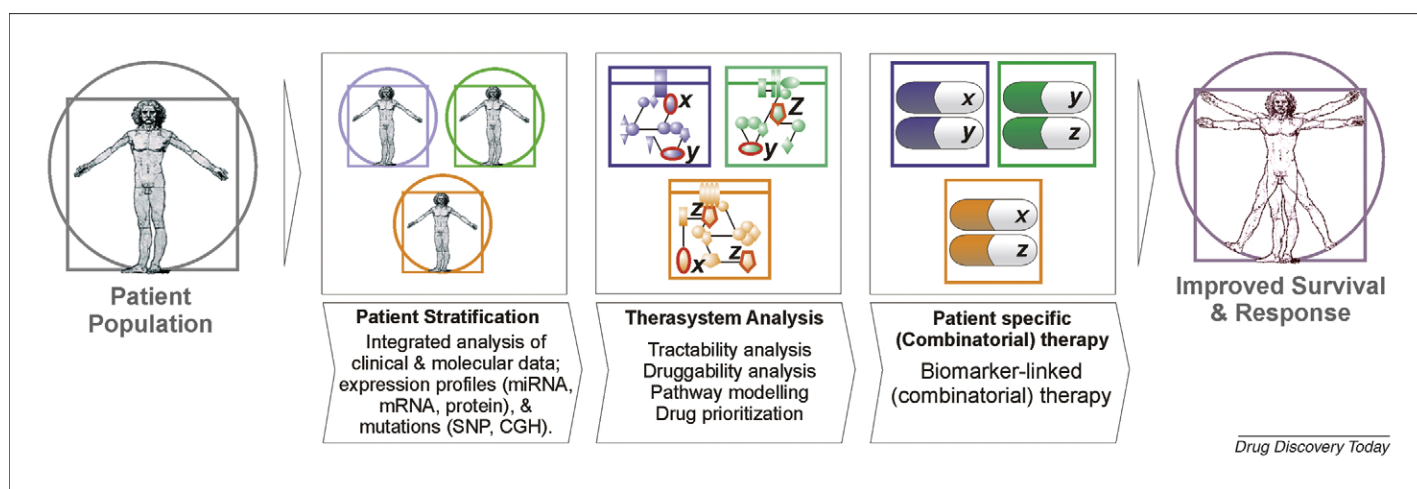 Patient
Population
x
y
z
y
z
x
z
x
y
y
z
x
z
Improved Survival
& Response
Patient Stratification
Integrated analysis of
clinical & molecular data;
expression profiles (miRNA,
mRNA, protein), &
mutations (SNP, CGH).
Therasystem Analysis
Tractability analysis
Druggability analysis
Pathway modelling
Drug prioritization
Patient specific
(Combinatorial) therapy
Biomarker-linked
(combinatorial) therapy
Drug Discovery Today